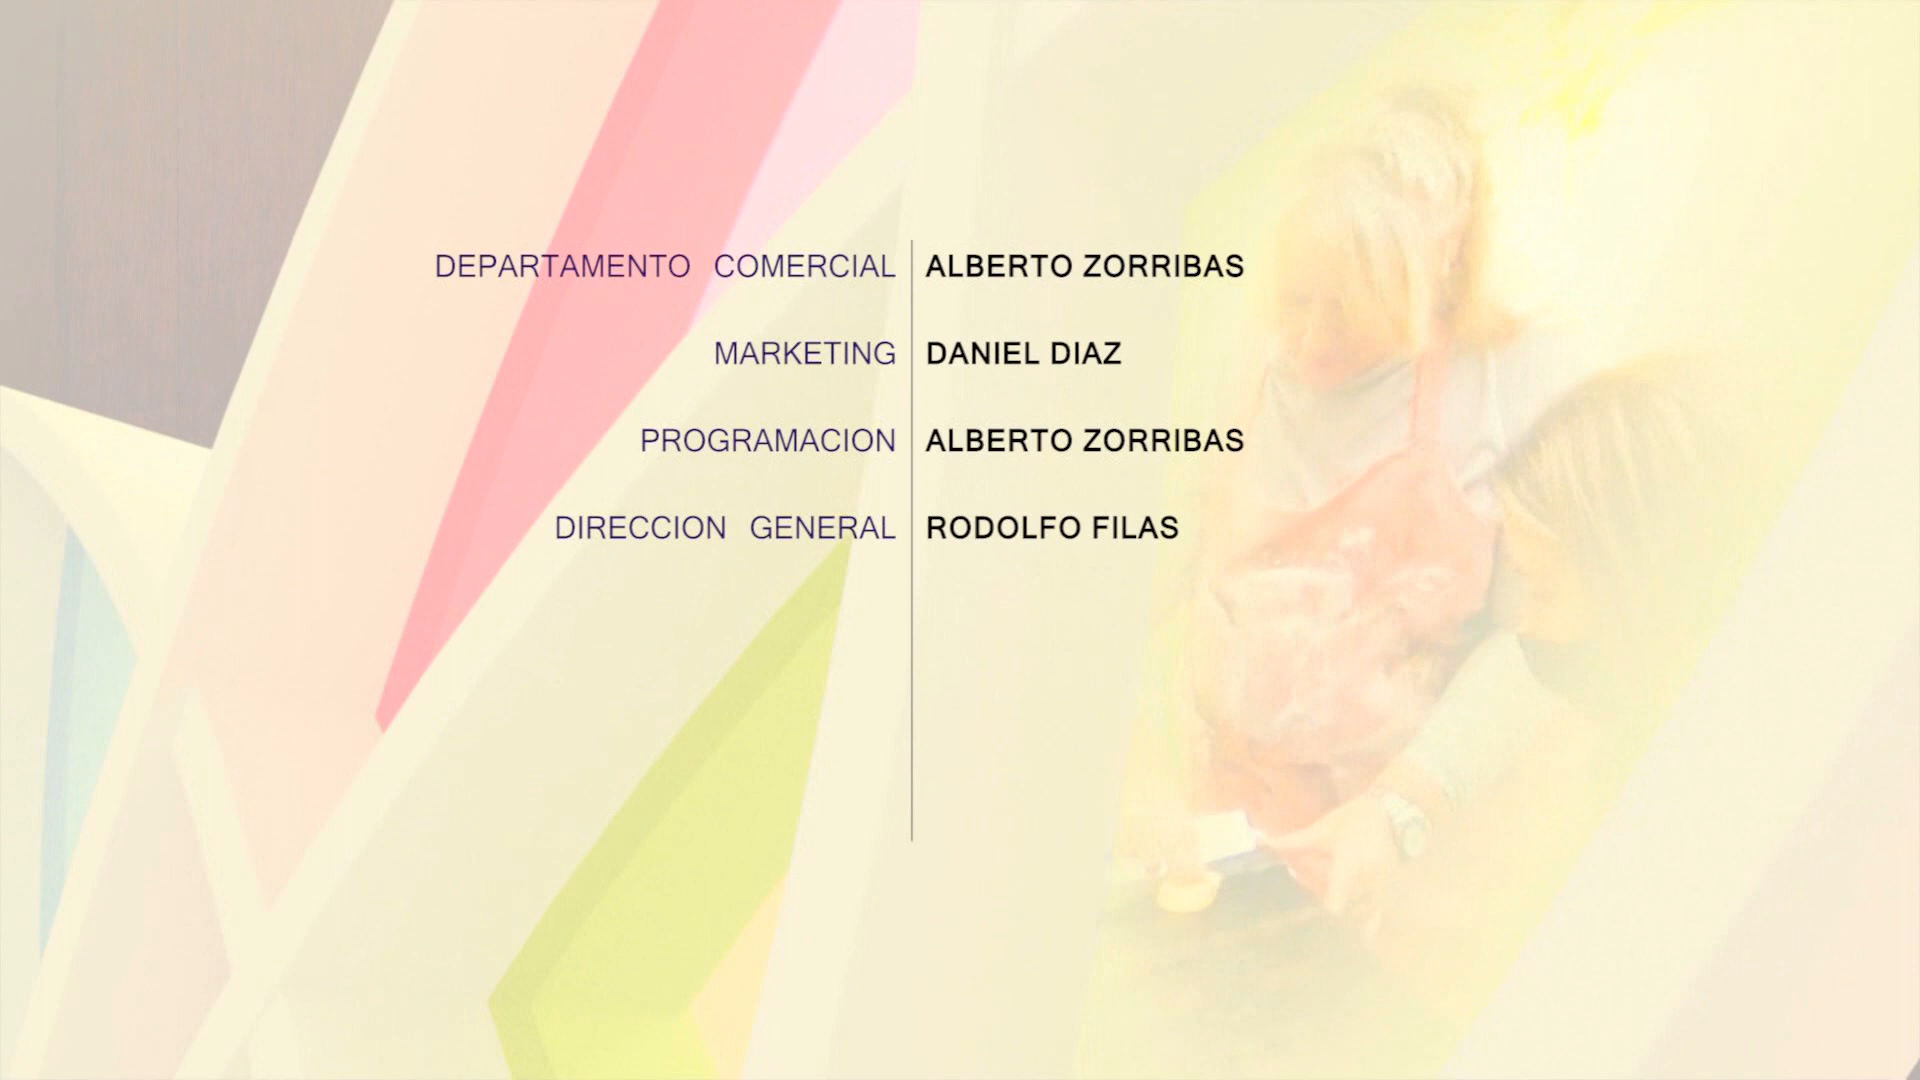 DEPARTAMENTO COMERCIAL ALBERTO ZORRIBAS
MARKETING DANIEL DIAZ
PROGRAMACION ALBERTO ZORRIBAS
DIRECCION GENERAL RODOLFO FILAS